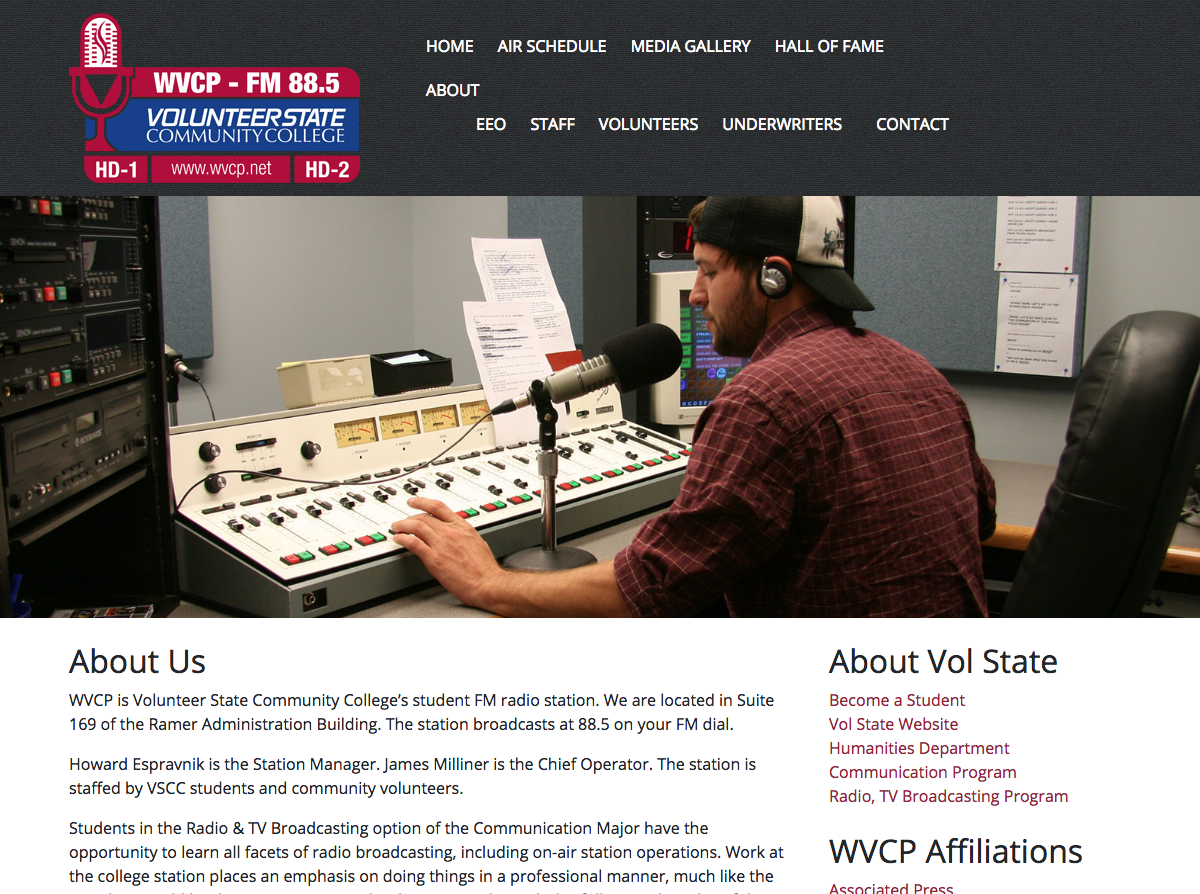 WVCP - FM 88.5
VOLUNTEER STATE
COMMUNITY COLLEGE
HD-1 www.wvcp.net HD-2
HOME AIR SCHEDULE MEDIA GALLERY HALL OF FAME
ABOUT
EEO STAFF VOLUNTEERS UNDERWRITERS CONTACT
DENON
About Us
WVCP is Volunteer State Community College’s student FM radio station. We are located in Suite
169 of the Ramer Administration Building. The station broadcasts at 88.5 on your FM dial.
Howard Espravnik is the Station Manager. James Milliner is the Chief Operator. The station is
staffed by VSCC students and community volunteers.
Students in the Radio & TV Broadcasting option of the Communication Major have the
opportunity to learn all facets of radio broadcasting, including on-air station operations. Work at
the college station places an emphasis on doing things in a professional manner, much like the
About Vol State
Become a Student
Vol State Website
Humanities Department
Communication Program
Radio, TV Broadcasting Program
WVCP Affiliations
Associated Press